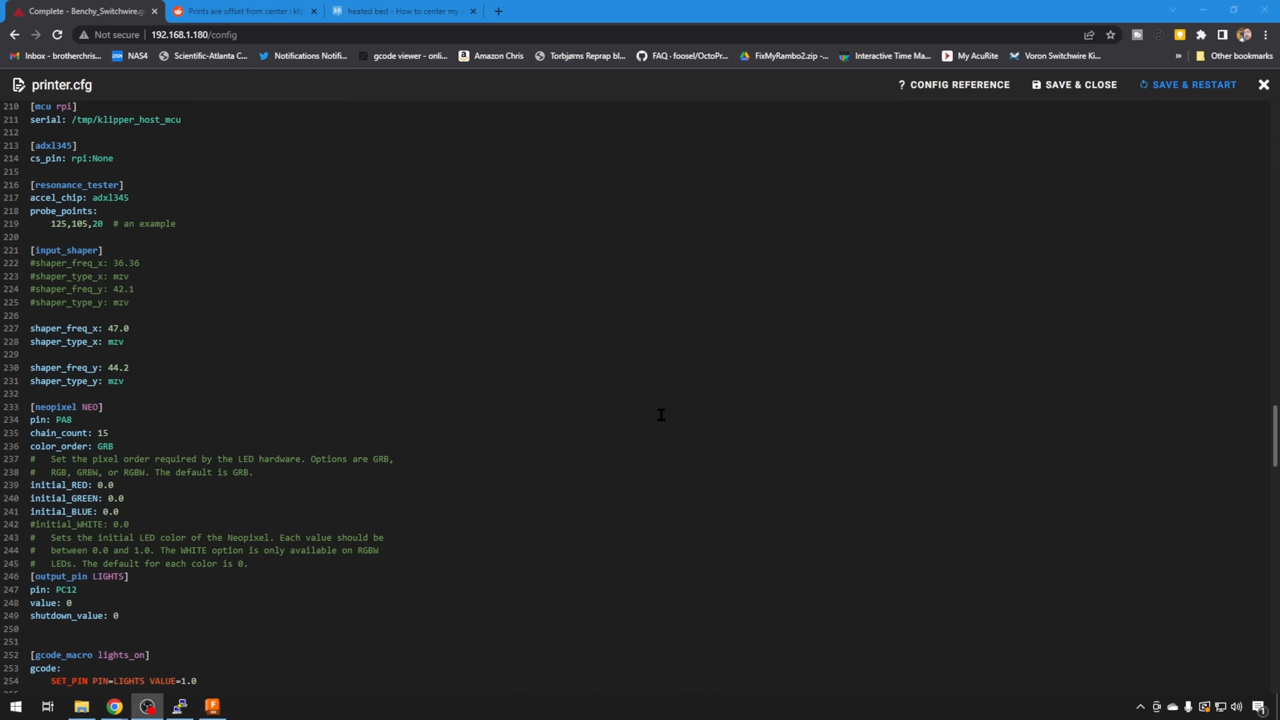 Complete - Benchy_Switchwire.g
Prints are offset from center : kli
heated bed - How to center my
Not secure
192.168.1.180/config
Inbox - brotherchris...
NAS4
Scientific-Atlanta C...
Notifications Notifi...
gcode viewer - onli...
Amazon Chris
Torbjørns Reprap bl...
FAQ · foosel/OctoPr...
FixMyRambo2.zip -...
Interactive Time Ma...
My AcuRite
Voron Switchwire Ki...
»
Other bookmarks
printer.cfg
? CONFIG REFERENCE
SAVE & CLOSE
SAVE & RESTART
210 [mcu rpi]
211 serial: /tmp/klipper_host_mcu
212
213 [adxl345]
214 cs_pin: rpi:None
215
216 [resonance_tester]
217 accel_chip: adxl345
218 probe_points:
219 125,105,20 # an example
220
221 [input_shaper]
222 #shaper_freq_x: 36.36
223 #shaper_type_x: mzv
224 #shaper_freq_y: 42.1
225 #shaper_type_y: mzv
226
227 shaper_freq_x: 47.0
228 shaper_type_x: mzv
229
230 shaper_freq_y: 44.2
231 shaper_type_y: mzv
232
233 [neopixel NEO]
234 pin: PA8
235 chain_count: 15
236 color_order: GRB
237 # Set the pixel order required by the LED hardware. Options are GRB,
238 # RGB, GRBW, or RGBW. The default is GRB.
239 initial_RED: 0.0
240 initial_GREEN: 0.0
241 initial_BLUE: 0.0
242 #initial_WHITE: 0.0
243 # Sets the initial LED color of the Neopixel. Each value should be
244 # between 0.0 and 1.0. The WHITE option is only available on RGBW
245 # LEDs. The default for each color is 0.
246 [output_pin LIGHTS]
247 pin: PC12
248 value: 0
249 shutdown_value: 0
250
251
252 [gcode_macro lights_on]
253 gcode:
254 SET_PIN PIN=LIGHTS VALUE=1.0